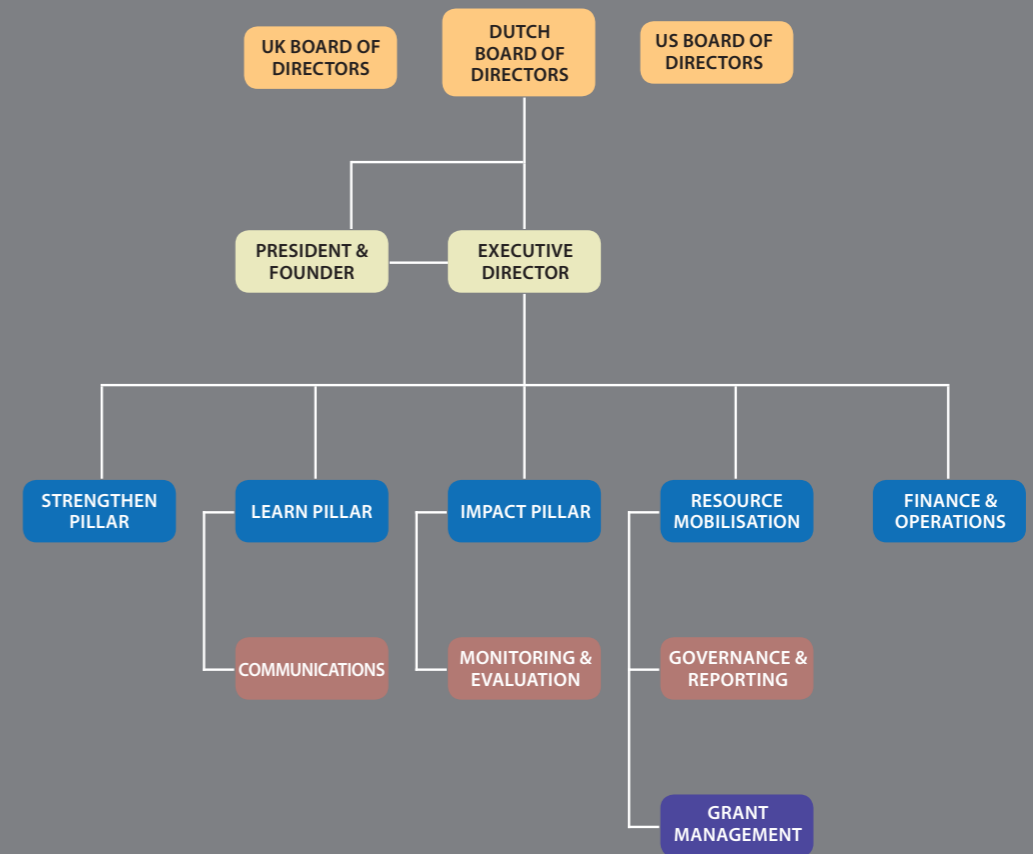 UK BOARD OF
DIRECTORS
DUTCH
BOARD OF
DIRECTORS
US BOARD OF
DIRECTORS
PRESIDENT &
FOUNDER
EXECUTIVE
DIRECTOR
STRENGTHEN
PILLAR
LEARN PILLAR
IMPACT PILLAR
RESOURCE
MOBILISATION
FINANCE &
OPERATIONS
COMMUNICATIONS
MONITORING &
EVALUATION
GOVERNANCE &
REPORTING
GRANT
MANAGEMENT